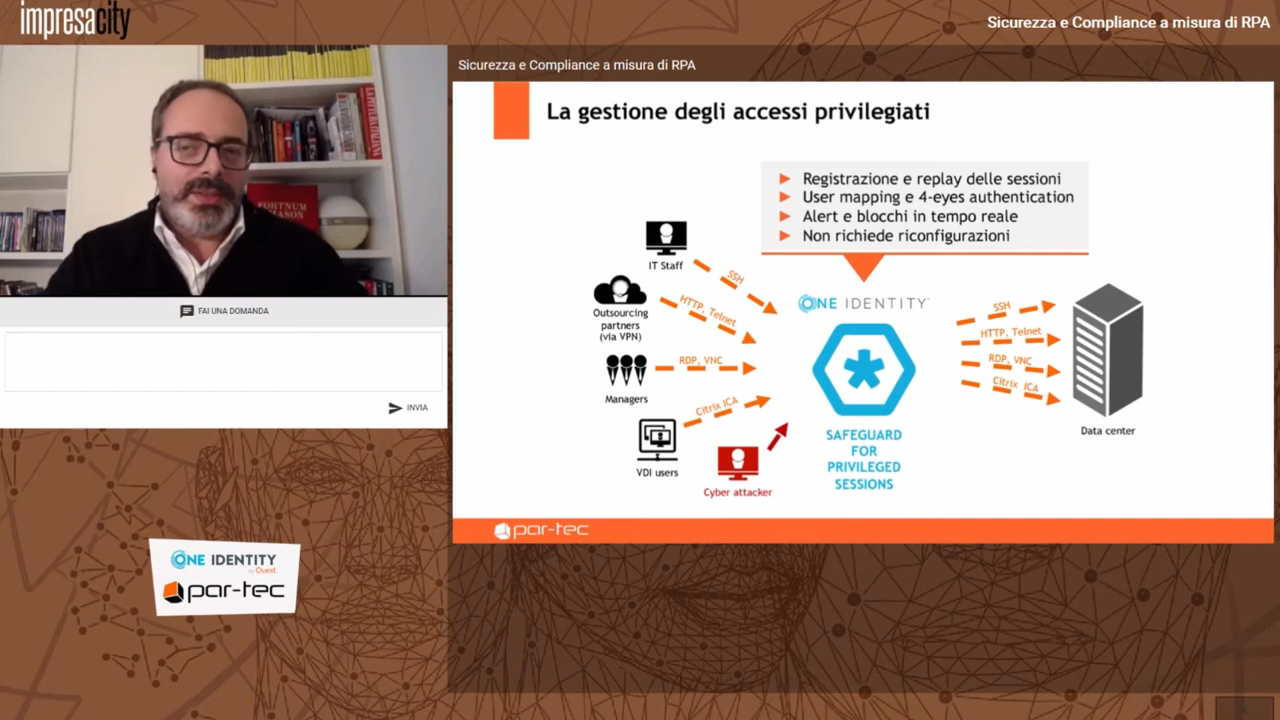 impresacity
Sicurezza e Compliance a misura di RPA
Sicurezza e Compliance a misura di RPA
FORTNUM
MASON
FAI UNA DOMANDA
INVIA
ONE IDENTITY
by Quest
par-tec
La gestione degli accessi privilegiati
Registrazione e replay delle sessioni
User mapping e 4-eyes authentication
Alert e blocchi in tempo reale
Non richiede riconfigurazioni
IT Staff
SSH
Outsourcing
partners
(via VPN)
HTTP, Telnet
Managers
RDP, VNC
VDI users
Citrix ICA
Cyber attacker
ONE IDENTITY
SAFEGUARD
FOR
PRIVILEGED
SESSIONS
SSH
HTTP, Telnet
RDP, VNC
Citrix ICA
Data center
par-tec